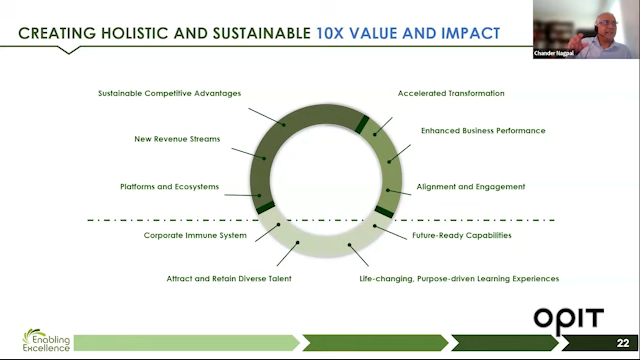 CREATING HOLISTIC AND SUSTAINABLE 10X VALUE AND IMPACT
Chander Nagpal
Sustainable Competitive Advantages
Accelerated Transformation
New Revenue Streams
Enhanced Business Performance
Platforms and Ecosystems
Alignment and Engagement
Corporate Immune System
Future-Ready Capabilities
Attract and Retain Diverse Talent
Life-changing, Purpose-driven Learning Experiences
OPIT
Enabling
Excellence
22